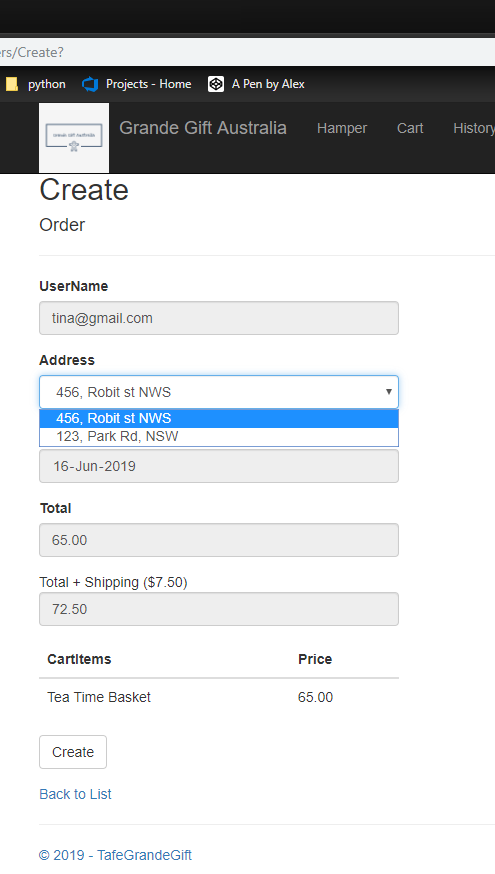 ers/Create?
python Projects - Home A Pen by Alex
Grande Gift Australia Hamper Cart History
Create
Order
UserName
tina@gmail.com
Address
456, Robit st NWS
456, Robit st NWS
123, Park Rd, NSW
16-Jun-2019
Total
65.00
Total + Shipping ($7.50)
72.50
CartItems Price
Tea Time Basket 65.00
Create
Back to List
© 2019 - TafeGrandeGift